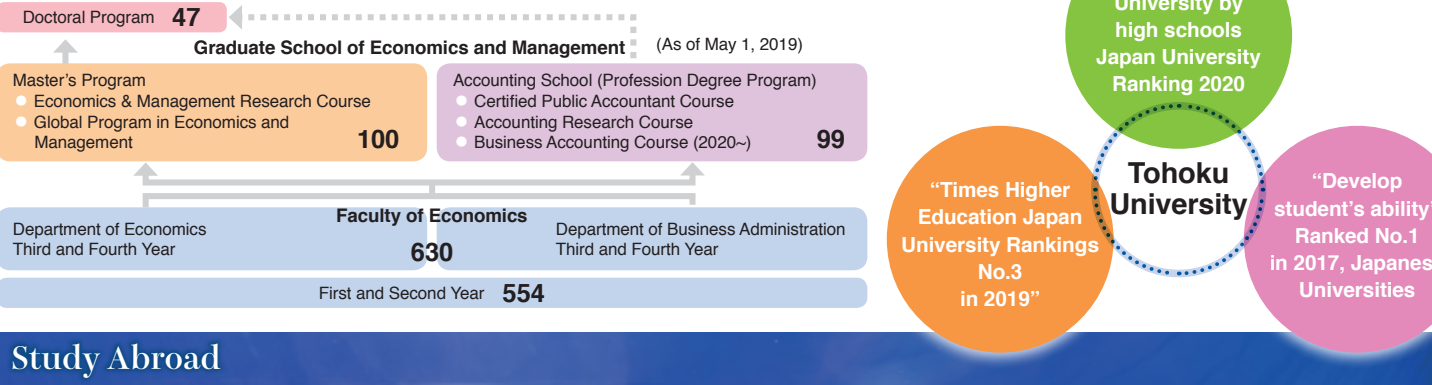 Doctoral Program 47
Graduate School of Economics and Management (As of May 1, 2019)
Master's Program
Economics & Management Research Course
Global Program in Economics and
Management 100
Accounting School (Profession Degree Program)
Certified Public Accountant Course
Accounting Research Course
Business Accounting Course (2020~) 99
Faculty of Economics
630
Department of Economics
Third and Fourth Year
Department of Business Administration
Third and Fourth Year
First and Second Year 554
University by
high schools
Japan University
Ranking 2020
Tohoku
University
“Times Higher
Education Japan
University Rankings
No.3
in 2019”
“Develop
student's ability”
Ranked No.1
in 2017, Japanes
Universities
Study Abroad